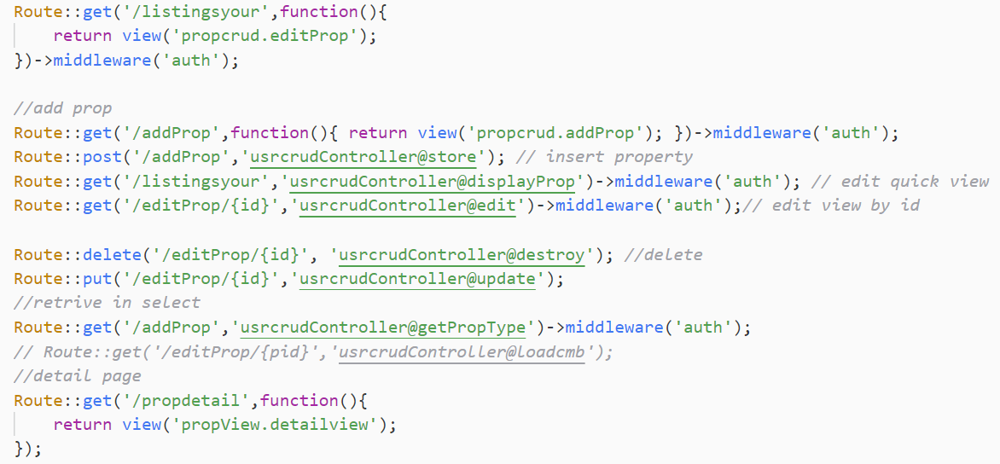 Route::get('/listingsyour',function(){
    return view('propcrud.editProp');
})->middleware('auth');

//add prop
Route::get('/addProp',function(){ return view('propcrud.addProp'); })->middleware('auth');
Route::post('/addProp','usrcrudController@store'); // insert property
Route::get('/listingsyour','usrcrudController@displayProp')->middleware('auth'); // edit quick view
Route::get('/editProp/{id}','usrcrudController@edit')->middleware('auth');// edit view by id

Route::delete('/editProp/{id}', 'usrcrudController@destroy'); //delete
Route::put('/editProp/{id}','usrcrudController@update');
//retrive in select
Route::get('/addProp','usrcrudController@getPropType')->middleware('auth');
// Route::get('/editProp/{pid}','usrcrudController@loadcmb');
//detail page
Route::get('/propdetail',function(){
    return view('propView.detailview');
});